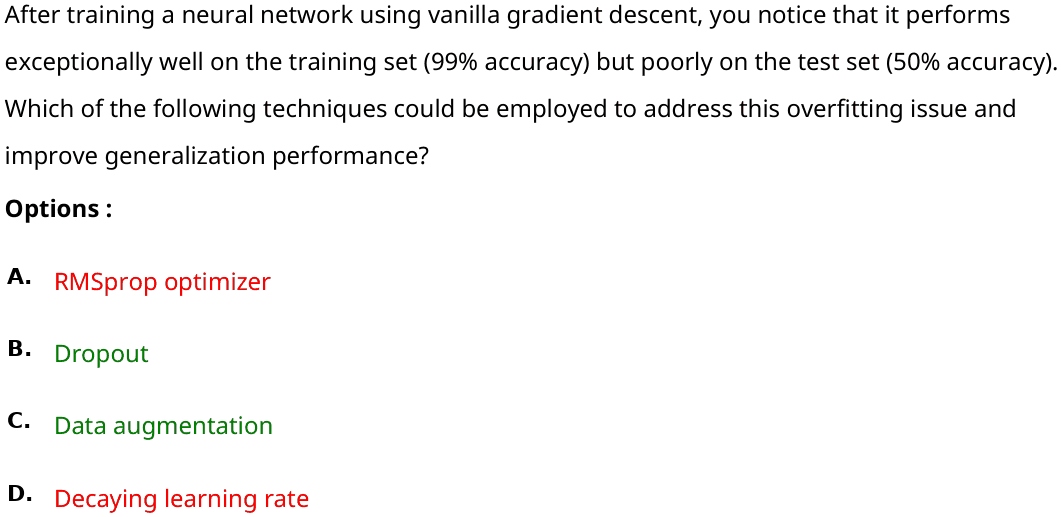 After training a neural network using vanilla gradient descent, you notice that it performs
exceptionally well on the training set (99% accuracy) but poorly on the test set (50% accuracy).
Which of the following techniques could be employed to address this overfitting issue and
improve generalization performance?
Options :
A. RMSprop optimizer
B. Dropout
C. Data augmentation
D. Decaying learning rate